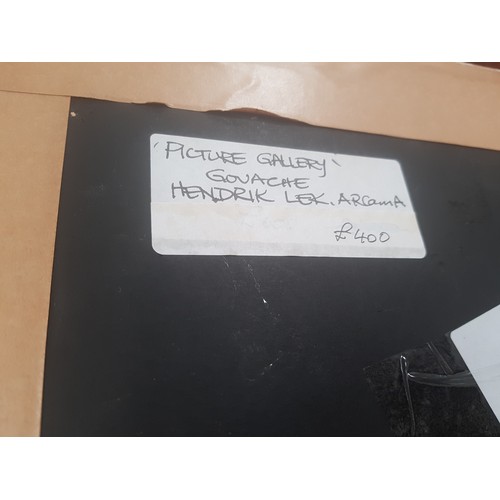 'PICTURE GALLERY'
GOUACHE
HENDRIK LEK. ARCamA
£400